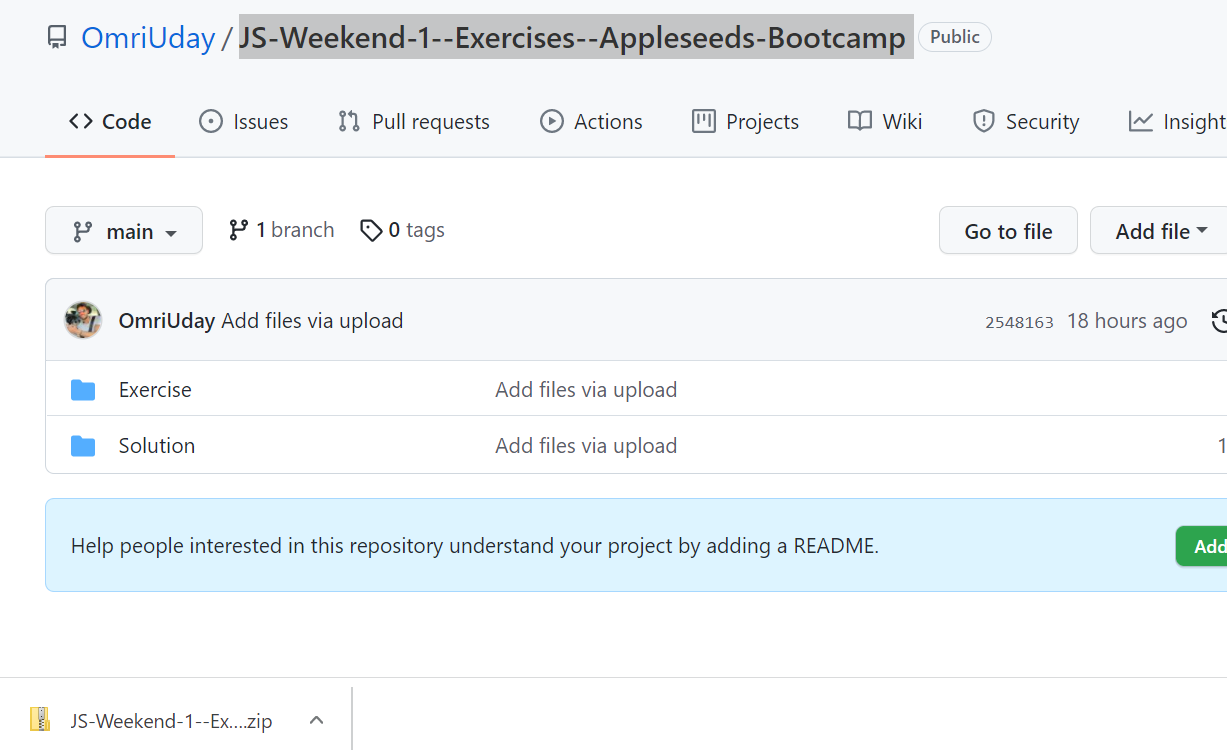 OmriUday / JS-Weekend-1--Exercises--Appleseeds-Bootcamp Public
Code Issues Pull requests Actions Projects Wiki Security Insight
main 1 branch 0 tags Go to file Add file
OmriUday Add files via upload 2548163 18 hours ago
Exercise Add files via upload
Solution Add files via upload 1
Help people interested in this repository understand your project by adding a README. Add
JS-Weekend-1--Ex....zip